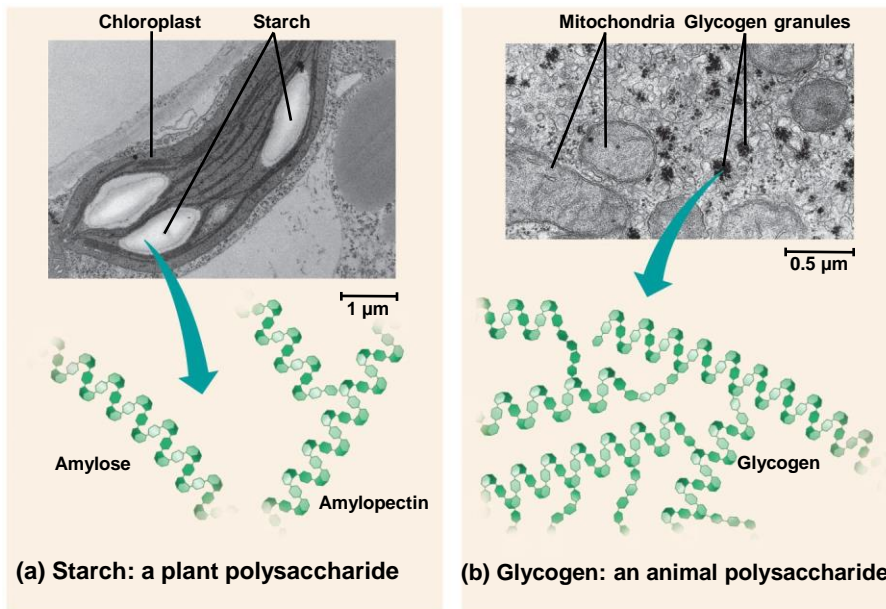 Chloroplast
Starch
1 μm
Amylose
Amylopectin
(a) Starch: a plant polysaccharide
Mitochondria
Glycogen granules
0.5 μm
Glycogen
(b) Glycogen: an animal polysaccharide